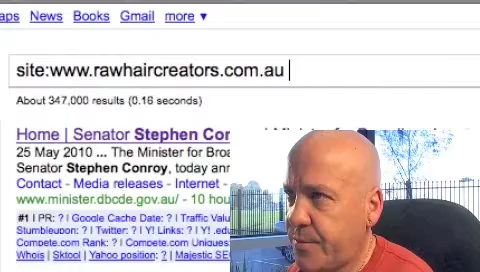 aps News Books Gmail more ▼
site:www.rawhaircreators.com.au
About 347,000 results (0.16 seconds)
Home | Senator Stephen Cor
25 May 2010 ... The Minister for Broa
Senator Stephen Conroy, today ann
Contact - Media releases - Internet -
www.minister.dbcde.gov.au/ - 10 hou
#1 | PR: ? | Google Cache Date: ? | Traffic Valu
Stumbleupon: ? | Twitter: ? | Y! Links: ? | Y! .edu
Compete.com Rank: ? | Compete.com Uniques:
Whois | Sktool | Yahoo position: ? | Majestic SEO